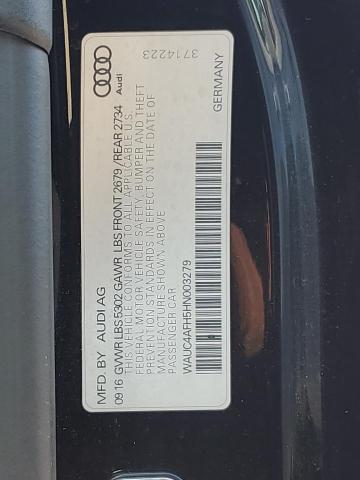 MFD. BY AUDI AG
09 16 GVWR LBS 5302 GAWR LBS FRONT 2679 / REAR 2734
THIS VEHICLE CONFORMS TO ALL APPLICABLE U.S.
FEDERAL MOTOR VEHICLE SAFETY, BUMPER AND THEFT
PREVENTION STANDARDS IN EFFECT ON THE DATE OF
MANUFACTURE SHOWN ABOVE
PASSENGER CAR
WAUC4AFH5HN003279
GERMANY
Audi
3714223